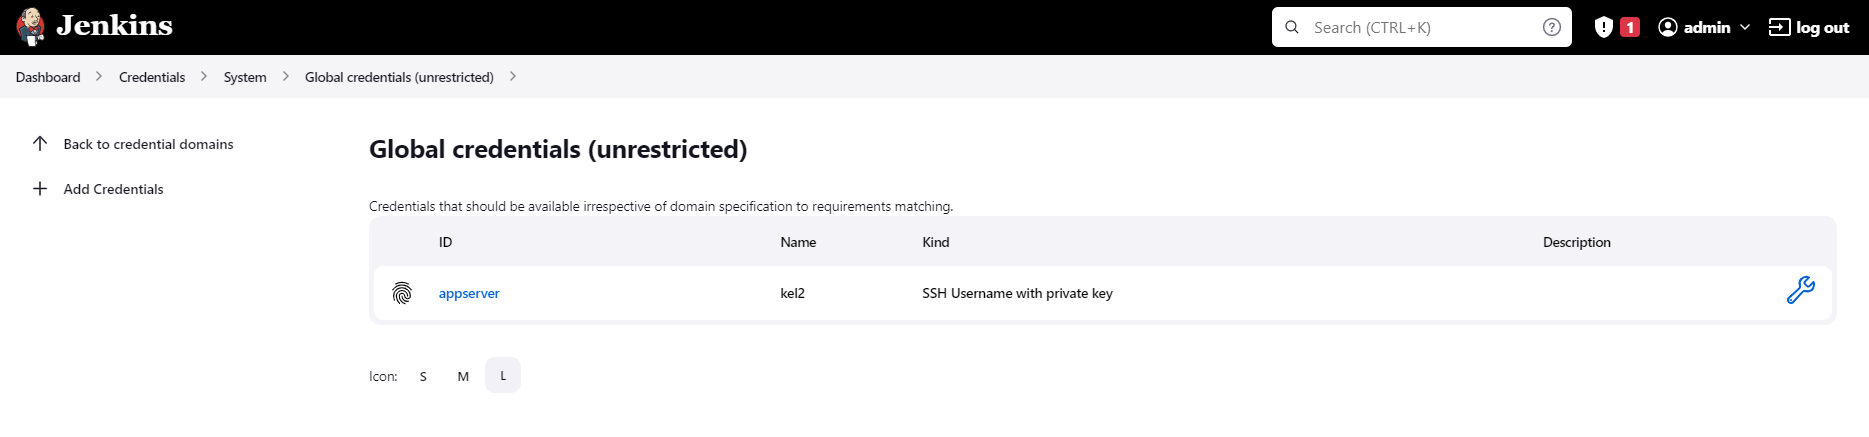 Jenkins
Search (CTRL+K)
1
admin
log out
Dashboard
Credentials
System
Global credentials (unrestricted)
Back to credential domains
Add Credentials
Global credentials (unrestricted)
Credentials that should be available irrespective of domain specification to requirements matching.
ID Name Kind Description
appserver kel2 SSH Username with private key
Icon: S M L